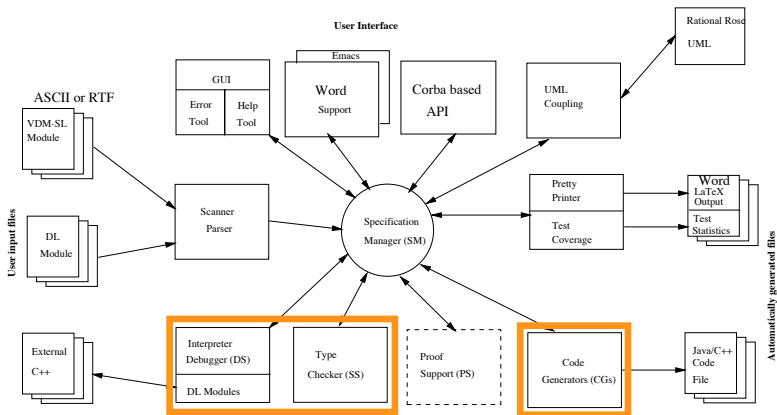 User Interface
Rational Rose
UML
Emacs
GUI
Error
Tool
Help
Tool
Word
Support
Corba based
API
UML
Coupling
ASCII or RTF
VDM-SL
Module
DL
Module
User input files
Scanner
Parser
Specification
Manager (SM)
Pretty
Printer
Test
Coverage
Word
LaTeX
Output
Test
Statistics
Automatically generated files
External
C++
Interpreter
Debugger (DS)
DL Modules
Type
Checker (SS)
Proof
Support (PS)
Code
Generators (CGs)
Java/C++
Code
File